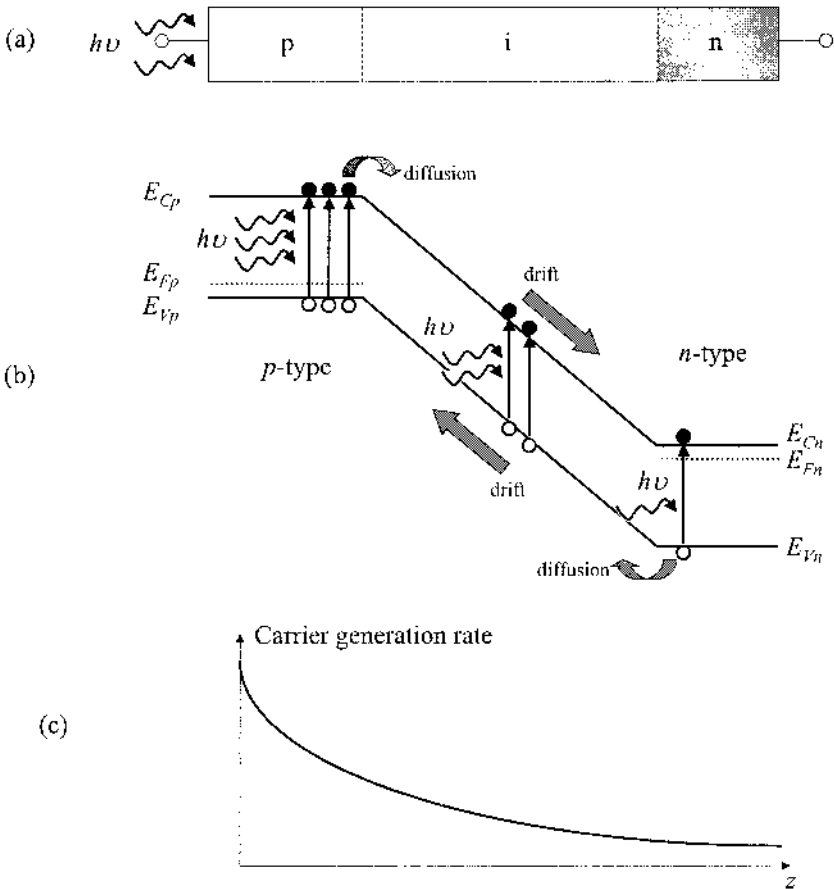 (a)
hυ
p
i
n
E_Cp
diffusion
hυ
E_Fp
E_Vp
drift
hυ
(b)
p-type
n-type
E_Cn
E_Fn
hυ
drift
E_Vn
diffusion
Carrier generation rate
(c)
z